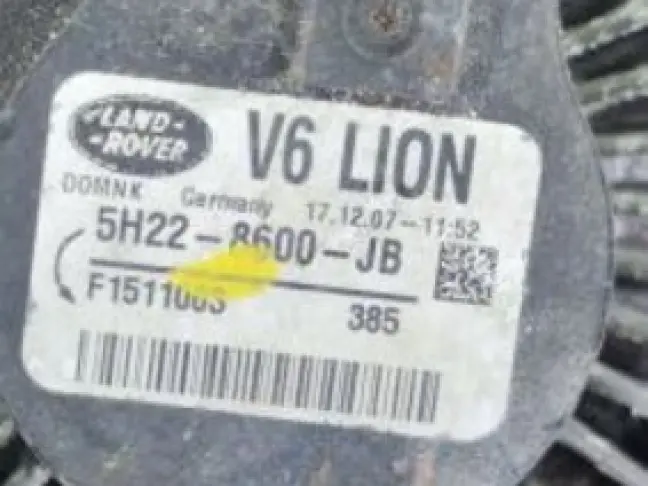 LAND-
ROVER
V6 LION
DOMNK Germany 17.12.07-11:52
5H22-8600-JB
F1511003 385